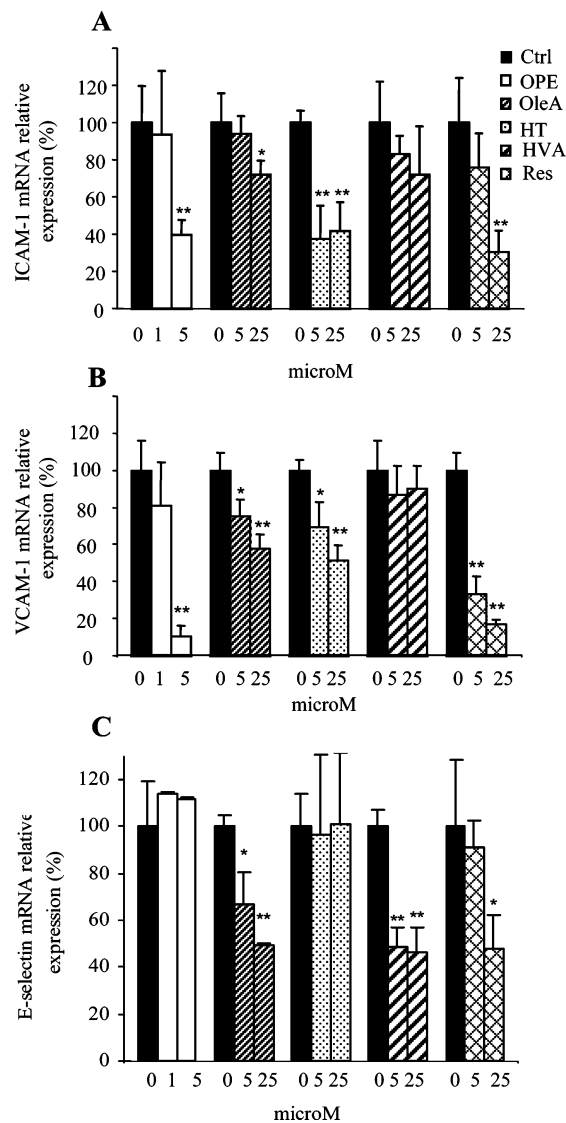 A
ICAM-1 mRNA relative
expression (%)
120
100
80
60
40
20
0
Ctrl
OPE
OleA
HT
HVA
Res
**
*
** **
**
0 1 5 0 5 25 0 5 25 0 5 25 0 5 25
microM
B
VCAM-1 mRNA relative
expression (%)
120
100
80
60
40
20
0
**
* **
* **
** **
0 1 5 0 5 25 0 5 25 0 5 25 0 5 25
microM
C
E-selectin mRNA relative
expression (%)
120
100
80
60
40
20
0
* **
** **
*
0 1 5 0 5 25 0 5 25 0 5 25 0 5 25
microM